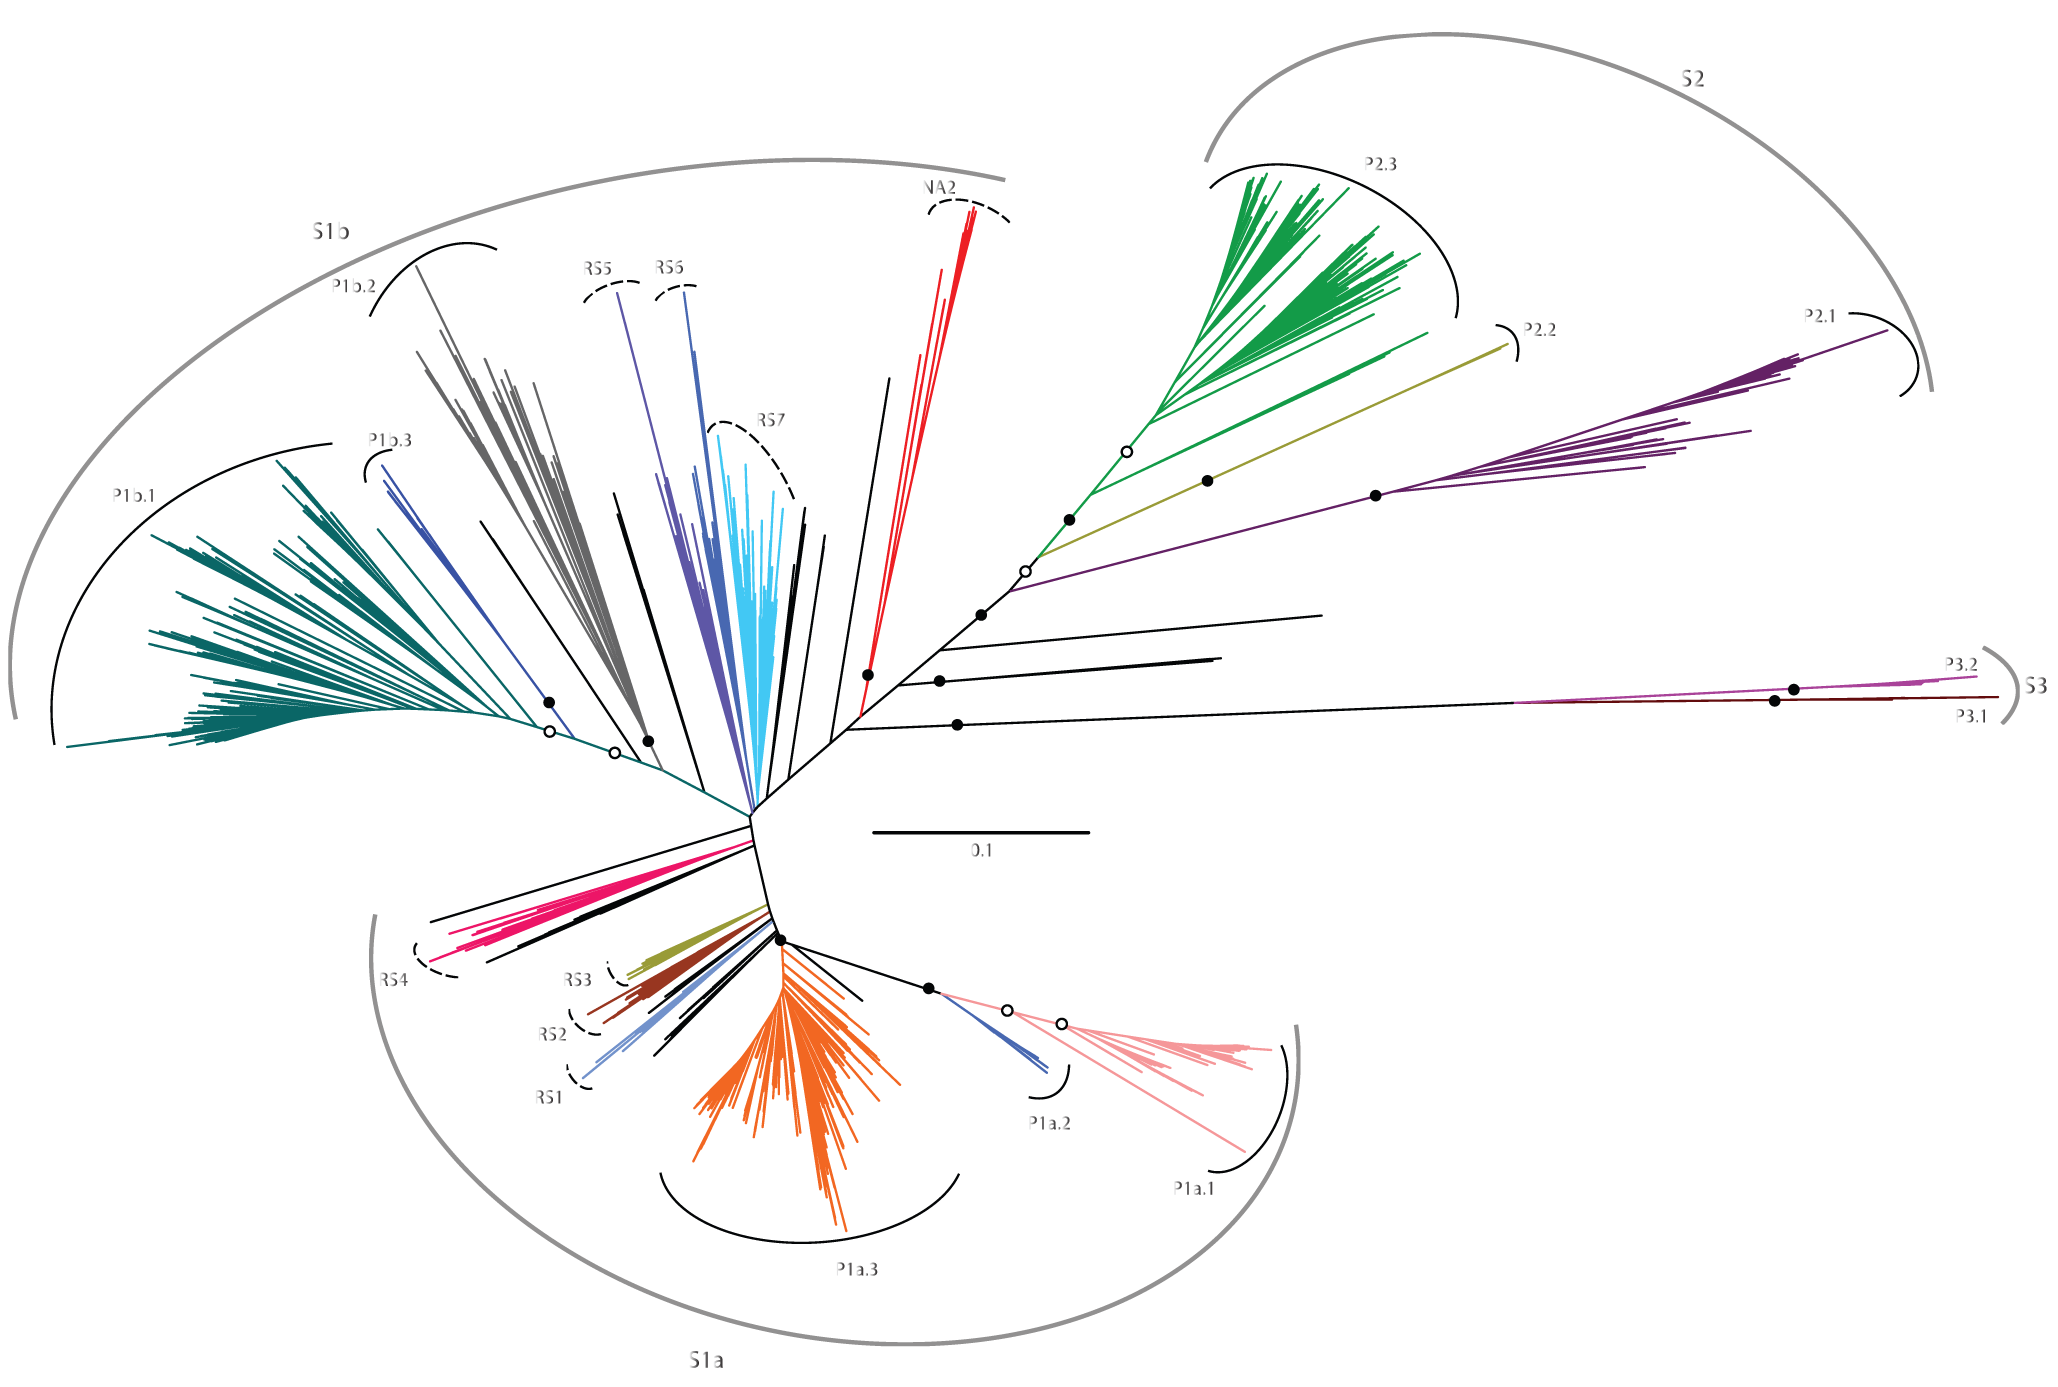 S2
P2.3
NA2
S1b
RS5
RS6
P1b.2
P2.1
P2.2
RS7
P1b.3
P1b.1
P3.2
S3
P3.1
0.1
RS4
RS3
RS2
RS1
P1a.2
P1a.1
P1a.3
S1a